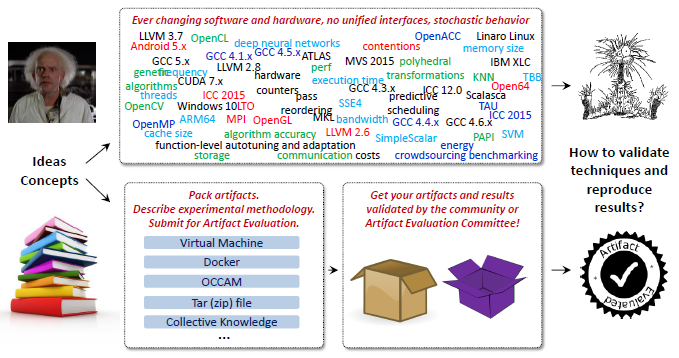 Ever changing software and hardware, no unified interfaces, stochastic behavior
LLVM 3.7 OpenCL OpenACC Linaro Linux
Android 5.x deep neural networks contentions memory size
GCC 4.1.x GCC 4.5.x ATLAS
GCC 5.x LLVM 2.8 perf MVS 2015 polyhedral IBM XLC
genetic frequency hardware transformations KNN TBB
algorithms CUDA 7.x counters execution time Open64
threads ICC 2015 pass GCC 4.3.x predictive ICC 12.0 Scalasca
OpenCV Windows 10 LTO reordering SSE4 scheduling TAU
OpenMP ARM64 MPI OpenGL MKL bandwidth GCC 4.4.x GCC 4.6.x ICC 2015
cache size algorithm accuracy LLVM 2.6 SimpleScalar PAPI SVM
function-level autotuning and adaptation energy
storage communication costs crowdsourcing benchmarking
Ideas
Concepts
How to validate
techniques and
reproduce
results?
Pack artifacts.
Describe experimental methodology.
Submit for Artifact Evaluation.
Virtual Machine
Docker
OCCAM
Tar (zip) file
Collective Knowledge
...
Get your artifacts and results
validated by the community or
Artifact Evaluation Committee!
Artifact
Evaluated